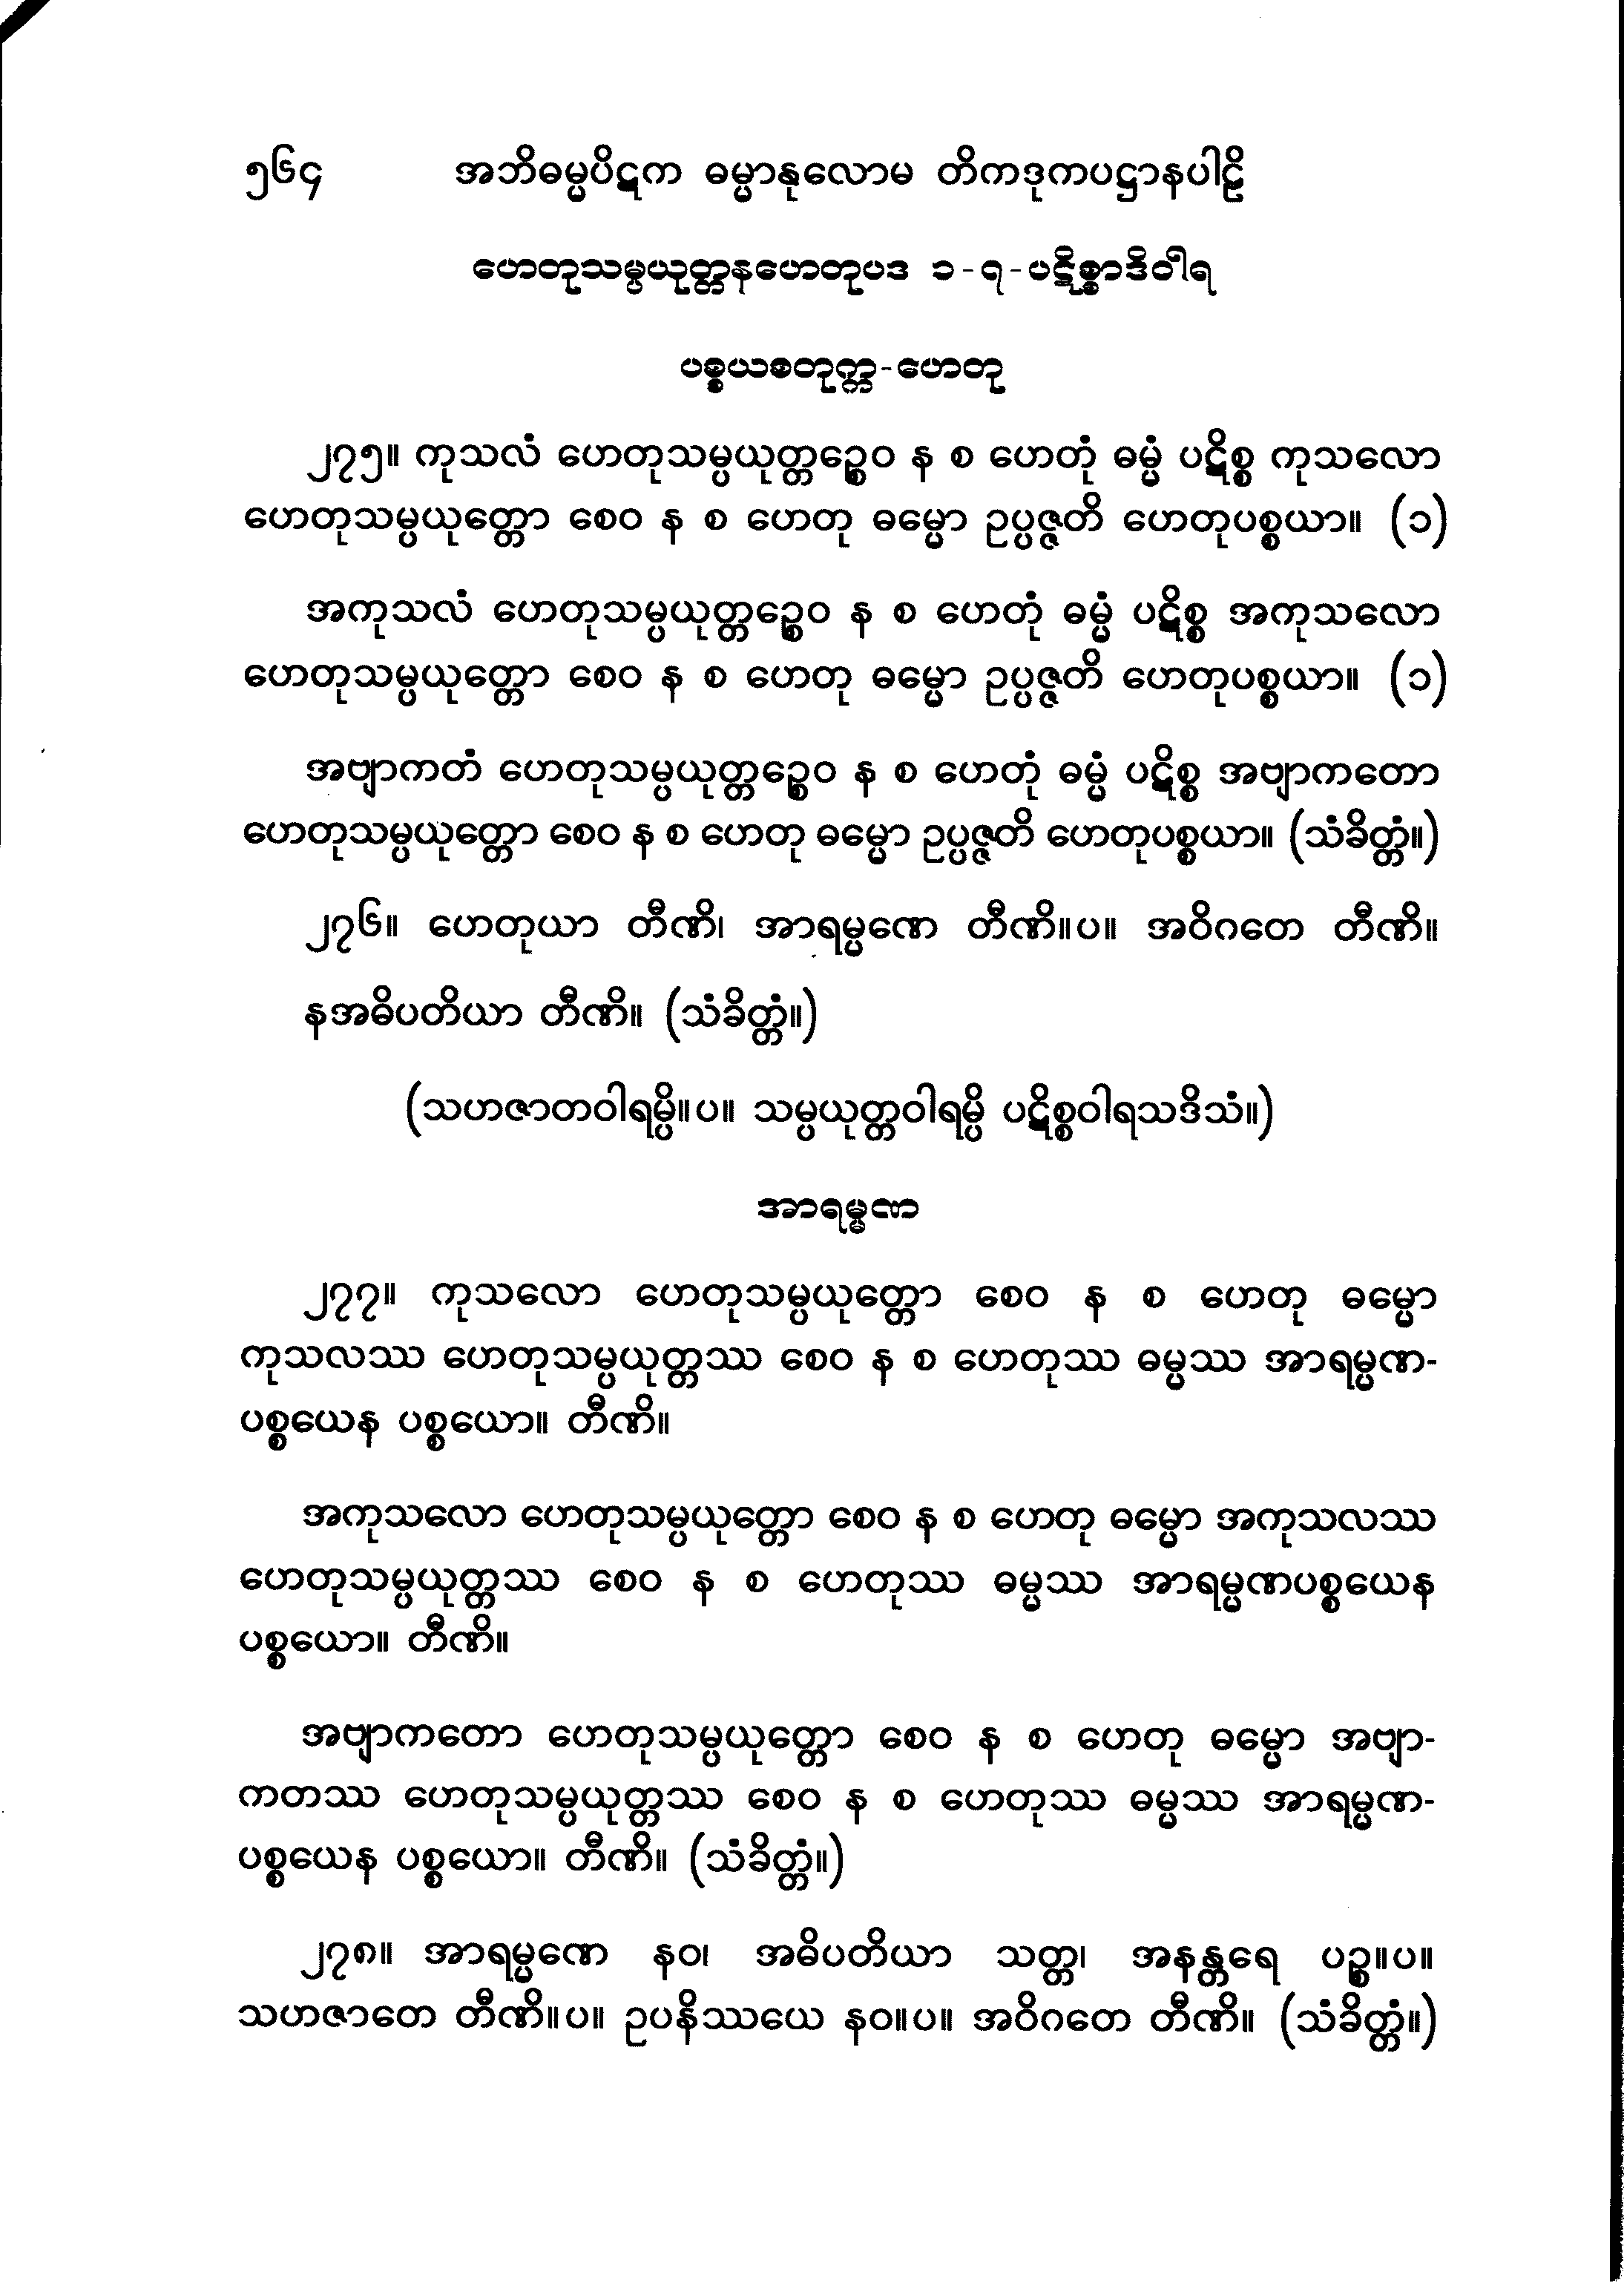 ၅၆၄ အဘိဓမ္မပိဋက ဓမ္မာနုလောမ တိကဒုကပဋ္ဌာနပါဠိ
ဟေတုသမ္ပယုတ္တနဟေတုပဒ ၁-၇-ပဋိစ္စာဒိဝါရ
ပစ္စယစတုက္က-ဟေတု
၂၇၅။ ကုသလံ ဟေတုသမ္ပယုတ္တဉ္စေဝ န စ ဟေတုံ ဓမ္မံ ပဋိစ္စ ကုသလော
ဟေတုသမ္ပယုတ္တော စေဝ န စ ဟေတု ဓမ္မော ဥပ္ပဇ္ဇတိ ဟေတုပစ္စယာ။ (၁)
အကုသလံ ဟေတုသမ္ပယုတ္တဉ္စေဝ န စ ဟေတုံ ဓမ္မံ ပဋိစ္စ အကုသလော
ဟေတုသမ္ပယုတ္တော စေဝ န စ ဟေတု ဓမ္မော ဥပ္ပဇ္ဇတိ ဟေတုပစ္စယာ။ (၁)
အဗျာကတံ ဟေတုသမ္ပယုတ္တဉ္စေဝ န စ ဟေတုံ ဓမ္မံ ပဋိစ္စ အဗျာကတော
ဟေတုသမ္ပယုတ္တော စေဝ န စ ဟေတု ဓမ္မော ဥပ္ပဇ္ဇတိ ဟေတုပစ္စယာ။ (သံခိတ္တံ။)
၂၇၆။ ဟေတုယာ တီဏိ၊ အာရမ္မဏေ တီဏိ။ပ။ အဝိဂတေ တီဏိ။
နအဓိပတိယာ တီဏိ။ (သံခိတ္တံ။)
(သဟဇာတဝါရမ္ပိ။ပ။ သမ္ပယုတ္တဝါရမ္ပိ ပဋိစ္စဝါရသဒိသံ။)
အာရမ္မဏ
၂၇၇။ ကုသလော ဟေတုသမ္ပယုတ္တော စေဝ န စ ဟေတု ဓမ္မော
ကုသလဿ ဟေတုသမ္ပယုတ္တဿ စေဝ န စ ဟေတုဿ ဓမ္မဿ အာရမ္မဏ-
ပစ္စယေန ပစ္စယော။ တီဏိ။
အကုသလော ဟေတုသမ္ပယုတ္တော စေဝ န စ ဟေတု ဓမ္မော အကုသလဿ
ဟေတုသမ္ပယုတ္တဿ စေဝ န စ ဟေတုဿ ဓမ္မဿ အာရမ္မဏပစ္စယေန
ပစ္စယော။ တီဏိ။
အဗျာကတော ဟေတုသမ္ပယုတ္တော စေဝ န စ ဟေတု ဓမ္မော အဗျာ-
ကတဿ ဟေတုသမ္ပယုတ္တဿ စေဝ န စ ဟေတုဿ ဓမ္မဿ အာရမ္မဏ-
ပစ္စယေန ပစ္စယော။ တီဏိ။ (သံခိတ္တံ။)
၂၇၈။ အာရမ္မဏေ နဝ၊ အဓိပတိယာ သတ္တ၊ အနန္တရေ ပဉ္စ။ပ။
သဟဇာတေ တီဏိ။ပ။ ဥပနိဿယေ နဝ။ပ။ အဝိဂတေ တီဏိ။ (သံခိတ္တံ။)